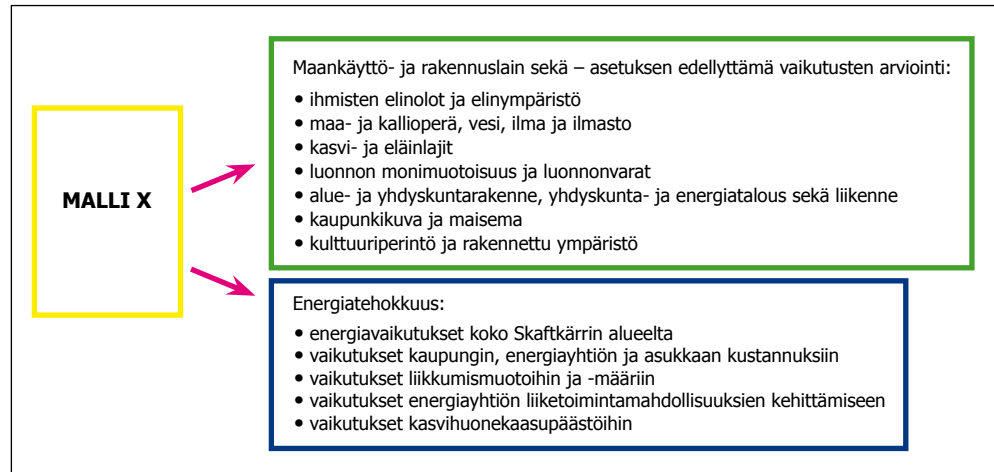 MALLI X
Maankäyttö- ja rakennuslain sekä – asetuksen edellyttämä vaikutusten arviointi:
• ihmisten elinolot ja elinympäristö
• maa- ja kallioperä, vesi, ilma ja ilmasto
• kasvi- ja eläinlajit
• luonnon monimuotoisuus ja luonnonvarat
• alue- ja yhdyskuntarakenne, yhdyskunta- ja energiatalous sekä liikenne
• kaupunkikuva ja maisema
• kulttuuriperintö ja rakennettu ympäristö
Energiatehokkuus:
• energiavaikutukset koko Skaftkärrin alueelta
• vaikutukset kaupungin, energiayhtiön ja asukkaan kustannuksiin
• vaikutukset liikkumismuotoihin ja -määriin
• vaikutukset energiayhtiön liiketoimintamahdollisuuksien kehittämiseen
• vaikutukset kasvihuonekaasupäästöihin